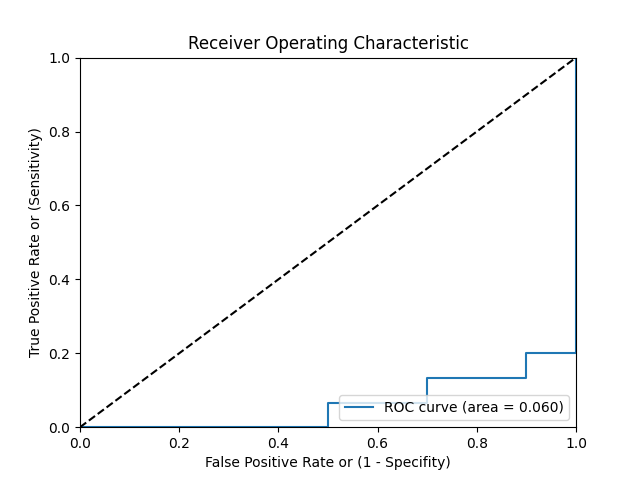 Receiver Operating Characteristic
True Positive Rate or (Sensitivity)
1.0
0.8
0.6
0.4
0.2
0.0
ROC curve (area = 0.060)
0.0 0.2 0.4 0.6 0.8 1.0
False Positive Rate or (1 - Specifity)